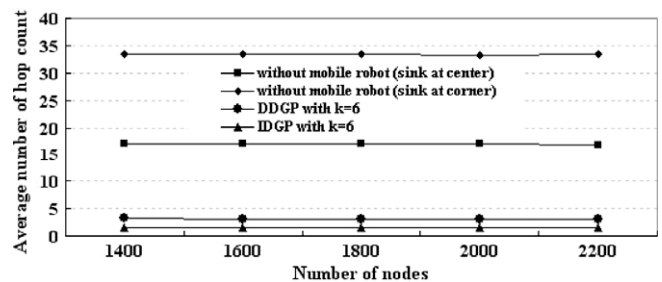 Average number of hop count
40
35
30
25
20
15
10
5
0
without mobile robot (sink at center)
without mobile robot (sink at corner)
DDGP with k=6
IDGP with k=6
1400 1600 1800 2000 2200
Number of nodes